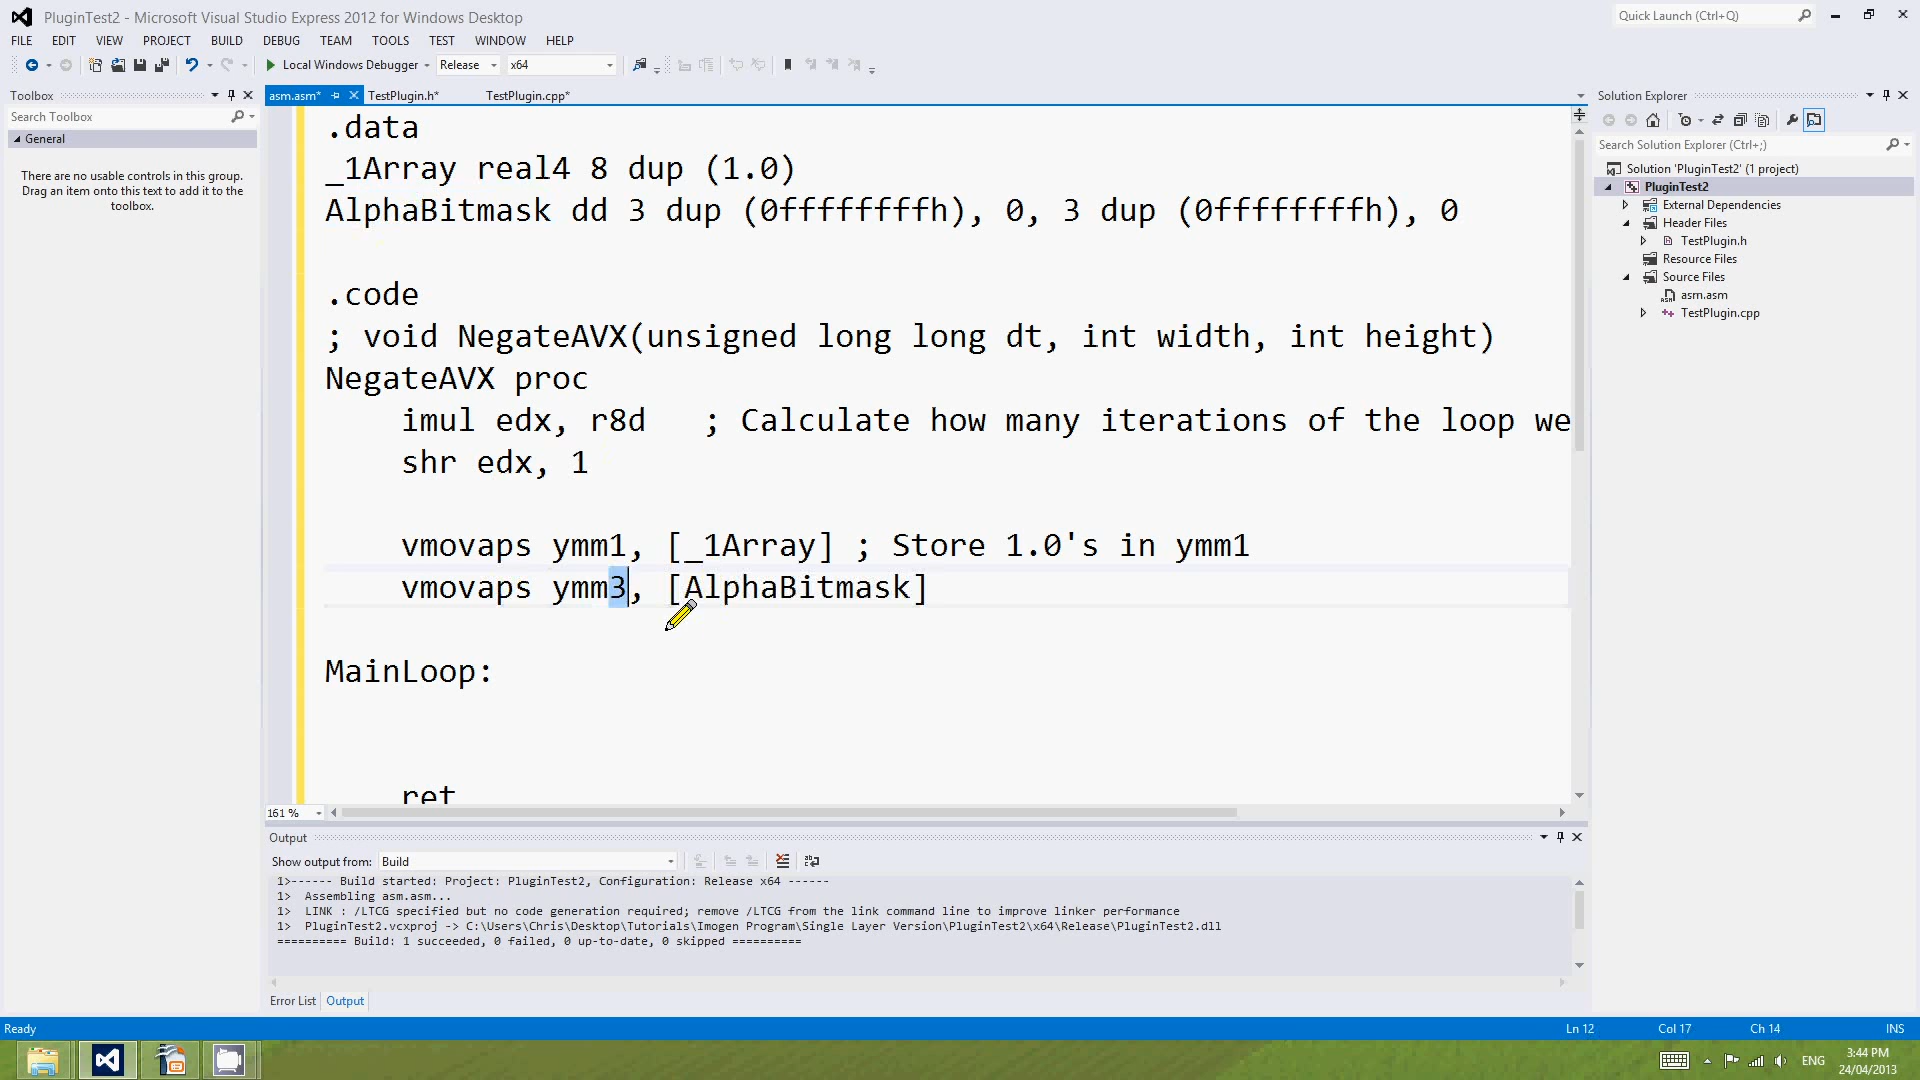 PluginTest2 - Microsoft Visual Studio Express 2012 for Windows Desktop
Quick Launch (Ctrl+Q)
FILE EDIT VIEW PROJECT BUILD DEBUG TEAM TOOLS TEST WINDOW HELP
Local Windows Debugger Release x64
Toolbox
Search Toolbox
General
There are no usable controls in this group.
Drag an item onto this text to add it to the
toolbox.
asm.asm* TestPlugin.h* TestPlugin.cpp*
.data
_1Array real4 8 dup (1.0)
AlphaBitmask dd 3 dup (0ffffffffh), 0, 3 dup (0ffffffffh), 0
.code
; void NegateAVX(unsigned long long dt, int width, int height)
NegateAVX proc
imul edx, r8d ; Calculate how many iterations of the loop we
shr edx, 1
vmovaps ymm1, [_1Array] ; Store 1.0's in ymm1
vmovaps ymm3, [AlphaBitmask]
MainLoop:
ret
161 %
Solution Explorer
Search Solution Explorer (Ctrl+;)
Solution 'PluginTest2' (1 project)
PluginTest2
External Dependencies
Header Files
TestPlugin.h
Resource Files
Source Files
asm.asm
TestPlugin.cpp
Output
Show output from: Build
1>------ Build started: Project: PluginTest2, Configuration: Release x64 ------
1> Assembling asm.asm...
1> LINK : /LTCG specified but no code generation required; remove /LTCG from the link command line to improve linker performance
1> PluginTest2.vcxproj -> C:\Users\Chris\Desktop\Tutorials\Imogen Program\Single Layer Version\PluginTest2\x64\Release\PluginTest2.dll
========== Build: 1 succeeded, 0 failed, 0 up-to-date, 0 skipped ==========
Error List Output
Ready Ln 12 Col 17 Ch 14 INS
ENG
3:44 PM
24/04/2013